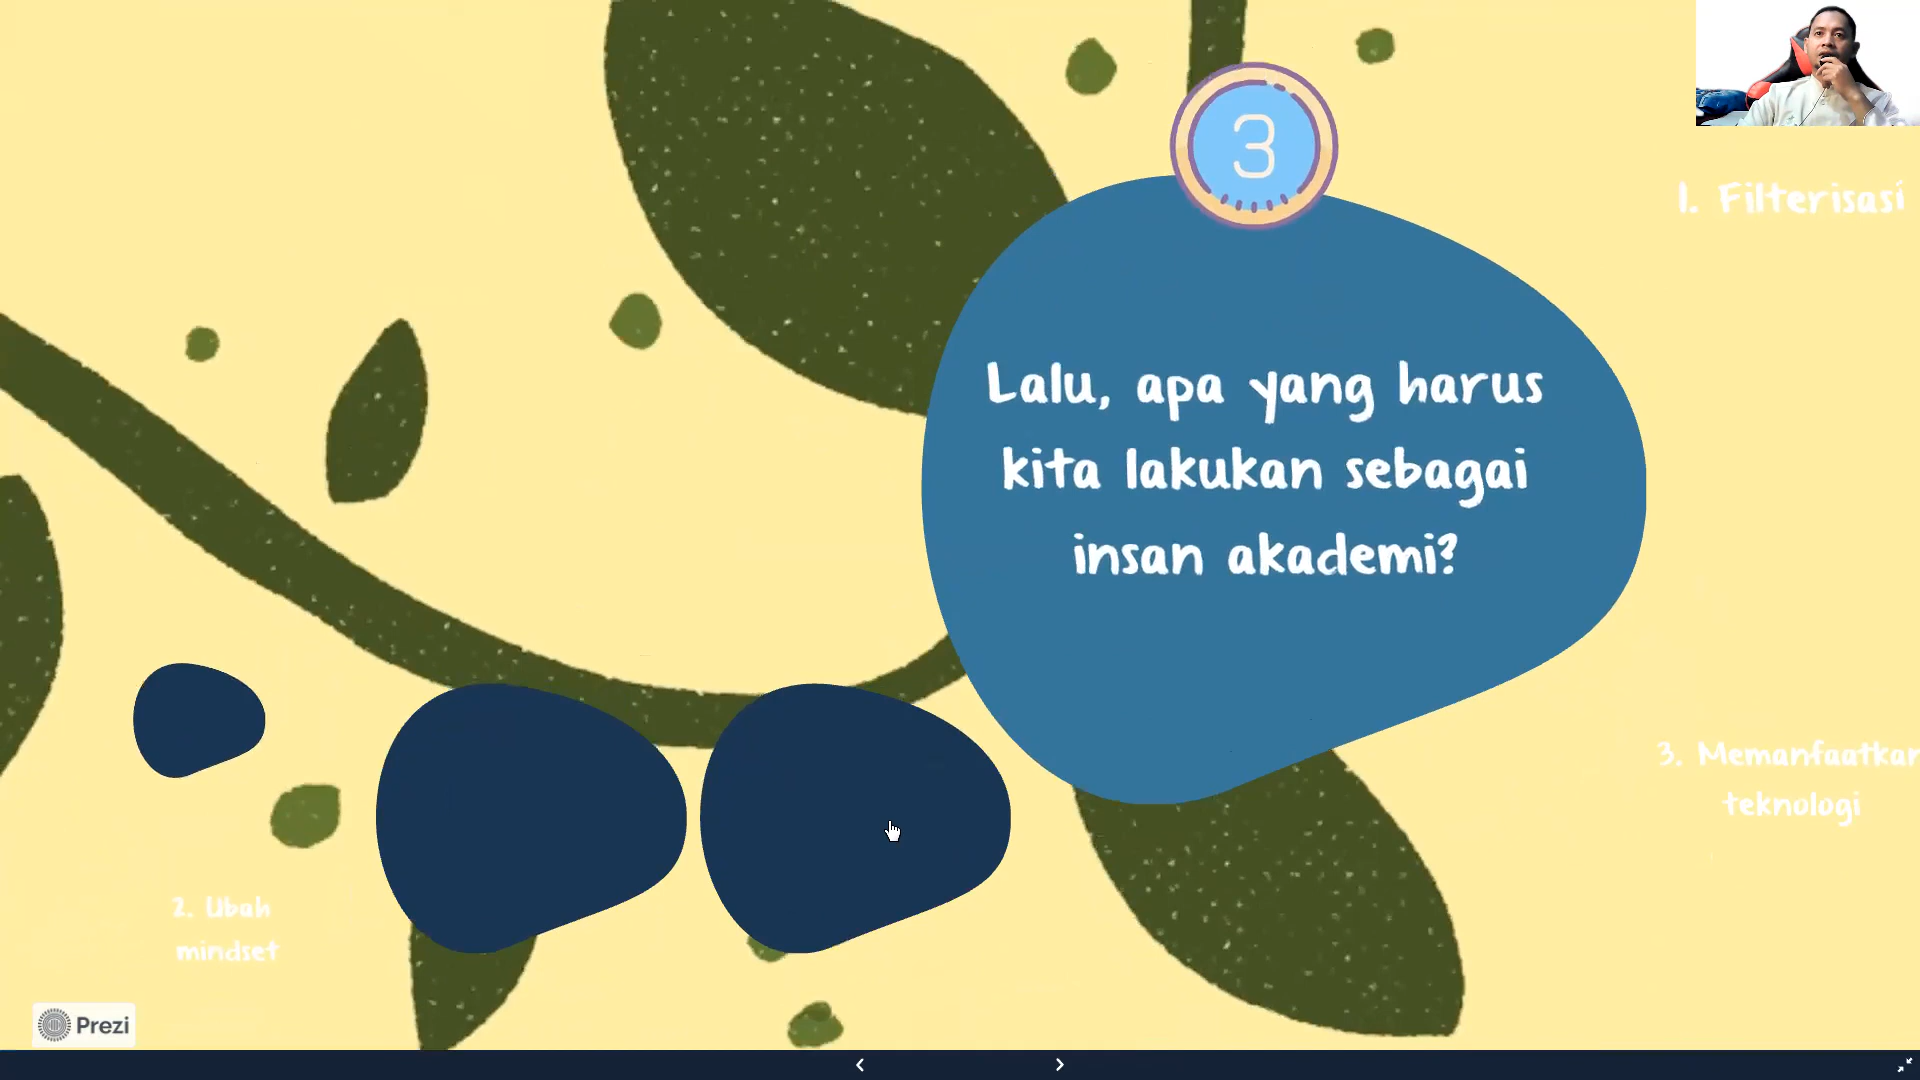 3
1. Filterisasi
Lalu, apa yang harus
kita lakukan sebagai
insan akademi?
3. Memanfaatkan
teknologi
2. Ubah
mindset
Prezi